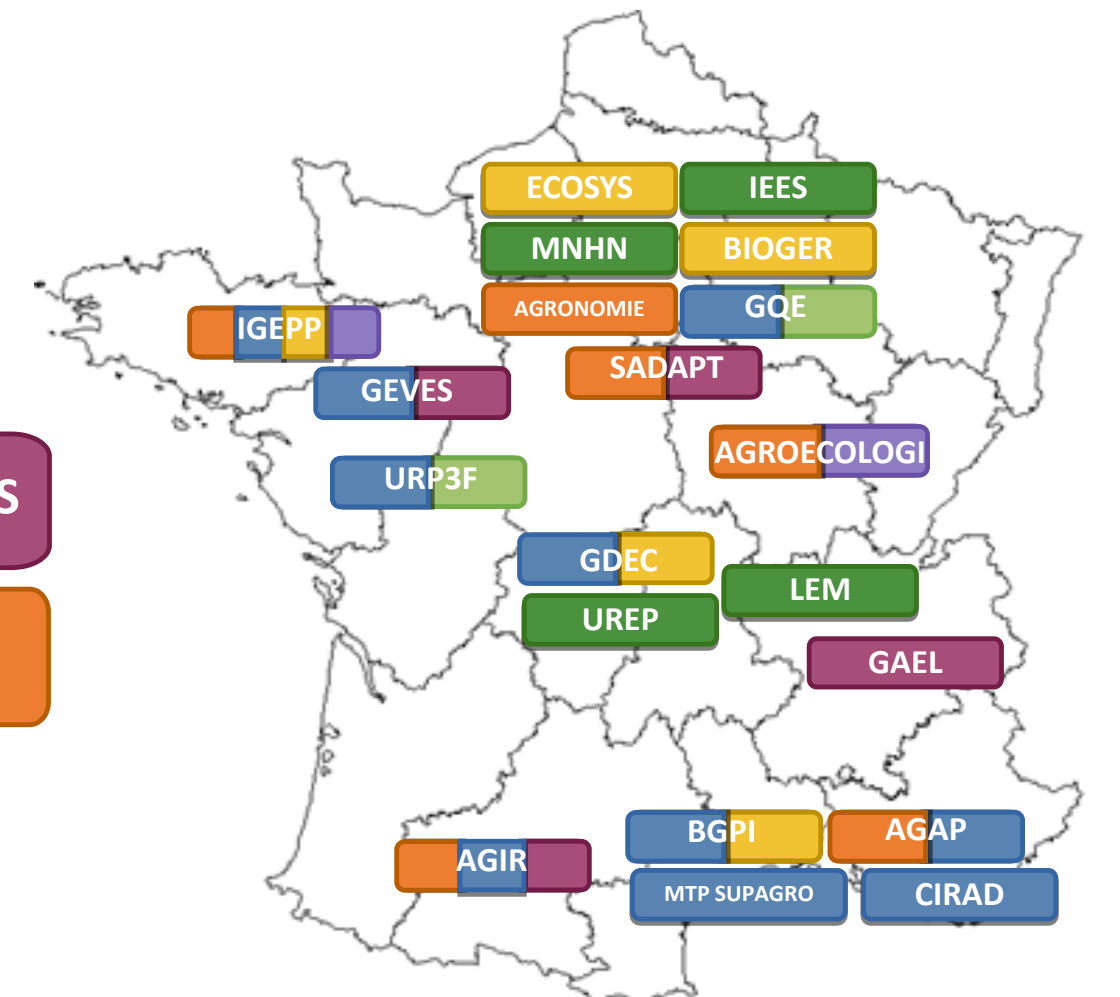 ECOSYS
IEES
MNHN
BIOGER
AGRONOMIE
GQE
IGEPP
SADAPT
GEVES
AGROECOLOGI
URP3F
S
GDEC
LEM
UREP
GAEL
BGPI
AGAP
AGIR
MTP SUPAGRO
CIRAD